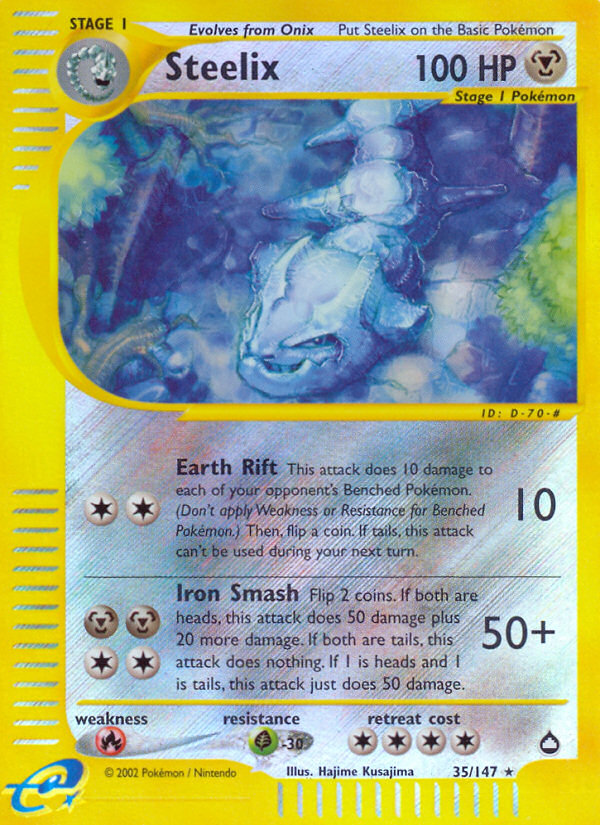 STAGE 1
Evolves from Onix
Put Steelix on the Basic Pokémon
Steelix
100 HP
Stage 1 Pokémon
ID: D-70-#
Earth Rift This attack does 10 damage to
each of your opponent's Benched Pokémon.
(Don't apply Weakness or Resistance for Benched
Pokémon.) Then, flip a coin. If tails, this attack
can't be used during your next turn.
10
Iron Smash Flip 2 coins. If both are
heads, this attack does 50 damage plus
20 more damage. If both are tails, this
attack does nothing. If 1 is heads and 1
is tails, this attack just does 50 damage.
50+
weakness
resistance
retreat cost
-30
© 2002 Pokémon / Nintendo
Illus. Hajime Kusajima
35/147 ★
e